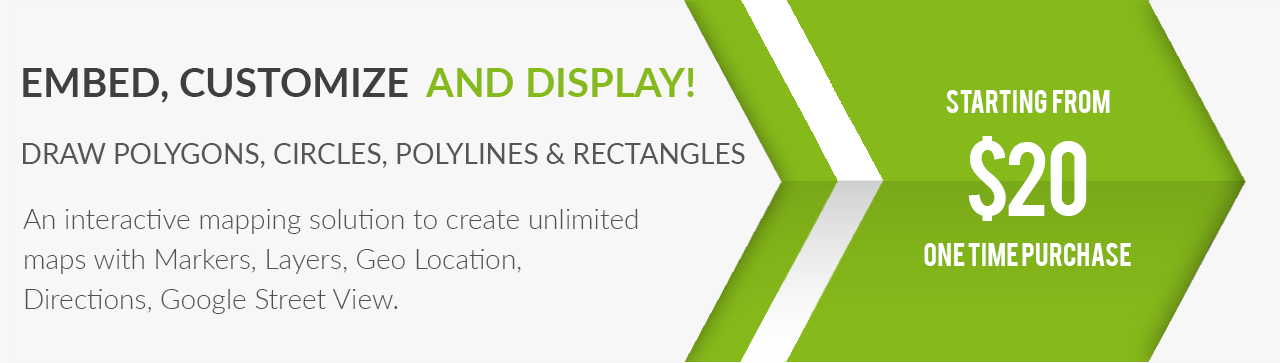 EMBED, CUSTOMIZE AND DISPLAY!
DRAW POLYGONS, CIRCLES, POLYLINES & RECTANGLES
An interactive mapping solution to create unlimited
maps with Markers, Layers, Geo Location,
Directions, Google Street View.
STARTING FROM
$20
ONE TIME PURCHASE